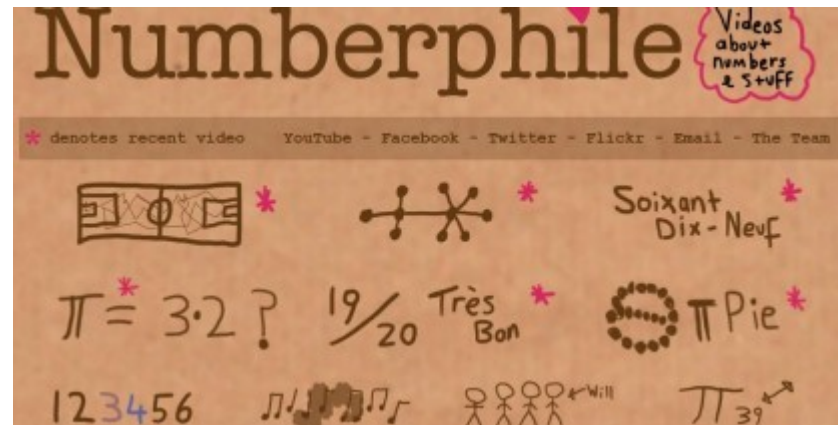 Numberphile
Videos
about
numbers
& Stuff
* denotes recent video YouTube - Facebook - Twitter - Flickr - Email - The Team
*
*
Soixant *
Dix-Neuf
π = 3.2 ? *
19/20 Très
Bon *
π Pie *
123456
Will
π 39